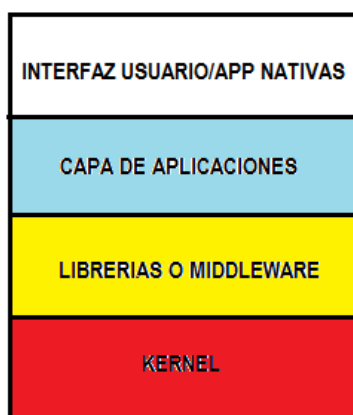 INTERFAZ USUARIO/APP NATIVAS
CAPA DE APLICACIONES
LIBRERIAS O MIDDLEWARE
KERNEL